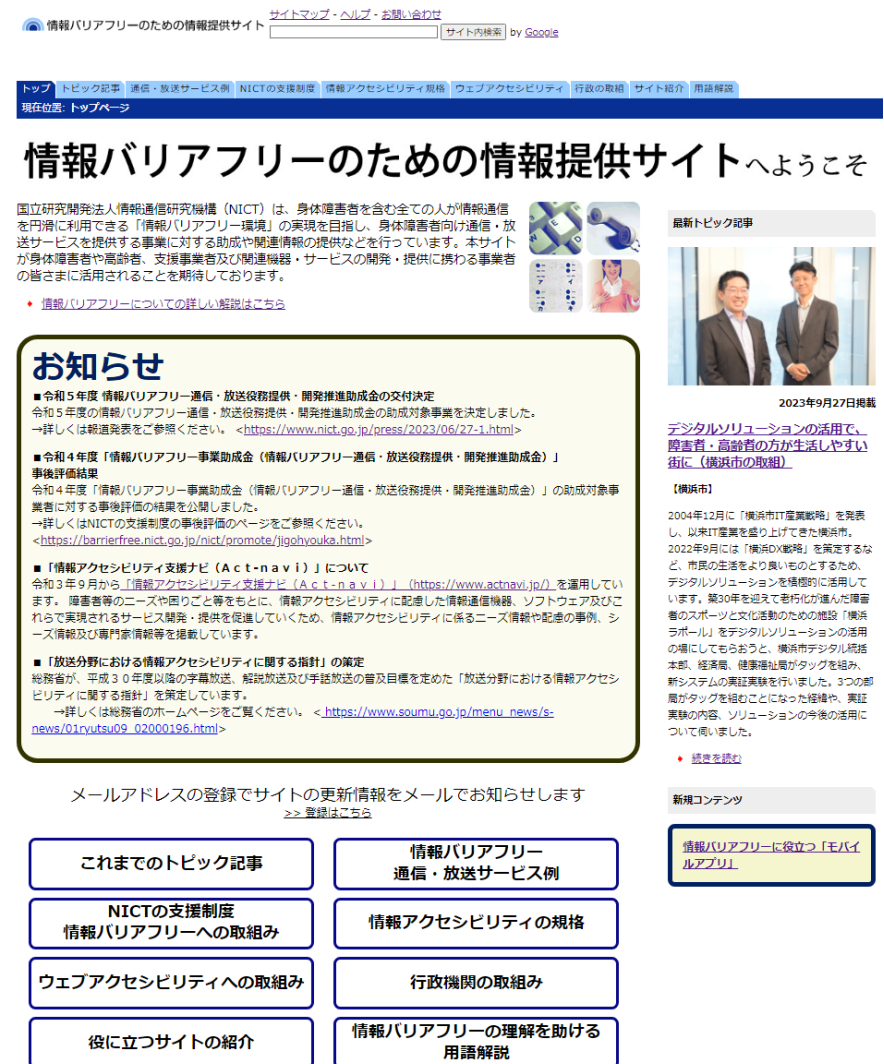 情報バリアフリーのための情報提供サイト
サイトマップ - ヘルプ - お問い合わせ
サイト内検索 by Google
トップ トピック記事 通信・放送サービス例 NICTの支援制度 情報アクセシビリティ規格 ウェブアクセシビリティ 行政の取組 サイト紹介 用語解説
現在位置: トップページ
情報バリアフリーのための情報提供サイトへようこそ
国立研究開発法人情報通信研究機構（NICT）は、身体障害者を含む全ての人が情報通信
を円滑に利用できる「情報バリアフリー環境」の実現を目指し、身体障害者向け通信・放
送サービスを提供する事業に対する助成や関連情報の提供などを行っています。本サイト
が身体障害者や高齢者、支援事業者及び関連機器・サービスの開発・提供に携わる事業者
の皆さまに活用されることを期待しております。
情報バリアフリーについての詳しい解説はこちら
お知らせ
■令和５年度 情報バリアフリー通信・放送役務提供・開発推進助成金の交付決定
令和５年度の情報バリアフリー通信・放送役務提供・開発推進助成金の助成対象事業を決定しました。
→詳しくは報道発表をご参照ください。 <https://www.nict.go.jp/press/2023/06/27-1.html>
■令和４年度「情報バリアフリー事業助成金（情報バリアフリー通信・放送役務提供・開発推進助成金）」
事後評価結果
令和４年度「情報バリアフリー事業助成金（情報バリアフリー通信・放送役務提供・開発推進助成金）」の助成対象事
業者に対する事後評価の結果を公開しました。
→詳しくはNICTの支援制度の事後評価のページをご参照ください。
<https://barrierfree.nict.go.jp/nict/promote/jigohyouka.html>
■「情報アクセシビリティ支援ナビ（Ａｃｔ-ｎａｖｉ）」について
令和３年９月から「情報アクセシビリティ支援ナビ（Ａｃｔ-ｎａｖｉ）」（https://www.actnavi.jp/）を運用してい
ます。 障害者等のニーズや困りごと等をもとに、情報アクセシビリティに配慮した情報通信機器、ソフトウェア及びこ
れらで実現されるサービス開発・提供を促進していくため、情報アクセシビリティに係るニーズ情報や配慮の事例、シ
ーズ情報及び専門家情報等を掲載しています。
■「放送分野における情報アクセシビリティに関する指針」の策定
総務省が、平成３０年度以降の字幕放送、解説放送及び手話放送の普及目標を定めた「放送分野における情報アクセシ
ビリティに関する指針」を策定しています。
→詳しくは総務省のホームページをご覧ください。 < https://www.soumu.go.jp/menu_news/s-
news/01ryutsu09_02000196.html>
メールアドレスの登録でサイトの更新情報をメールでお知らせします
>> 登録はこちら
これまでのトピック記事
情報バリアフリー
通信・放送サービス例
NICTの支援制度
情報バリアフリーへの取組み
情報アクセシビリティの規格
ウェブアクセシビリティへの取組み
行政機関の取組み
役に立つサイトの紹介
情報バリアフリーの理解を助ける
用語解説
最新トピック記事
2023年9月27日掲載
デジタルソリューションの活用で、
障害者・高齢者の方が生活しやすい
街に（横浜市の取組）
【横浜市】
2004年12月に「横浜市IT産業戦略」を発表
し、以来IT産業を盛り上げてきた横浜市。
2022年9月には「横浜DX戦略」を策定するな
ど、市民の生活をより良いものとするため、
デジタルソリューションを積極的に活用して
います。築30年を迎えて老朽化が進んだ障害
者のスポーツと文化活動のための施設「横浜
ラポール」をデジタルソリューションの活用
の場にしてもらおうと、横浜市デジタル統括
本部、経済局、健康福祉局がタッグを組み、
新システムの実証実験を行いました。3つの部
局がタッグを組むことになった経緯や、実証
実験の内容、ソリューションの今後の活用に
ついて伺いました。
続きを読む
新規コンテンツ
情報バリアフリーに役立つ「モバイ
ルアプリ」